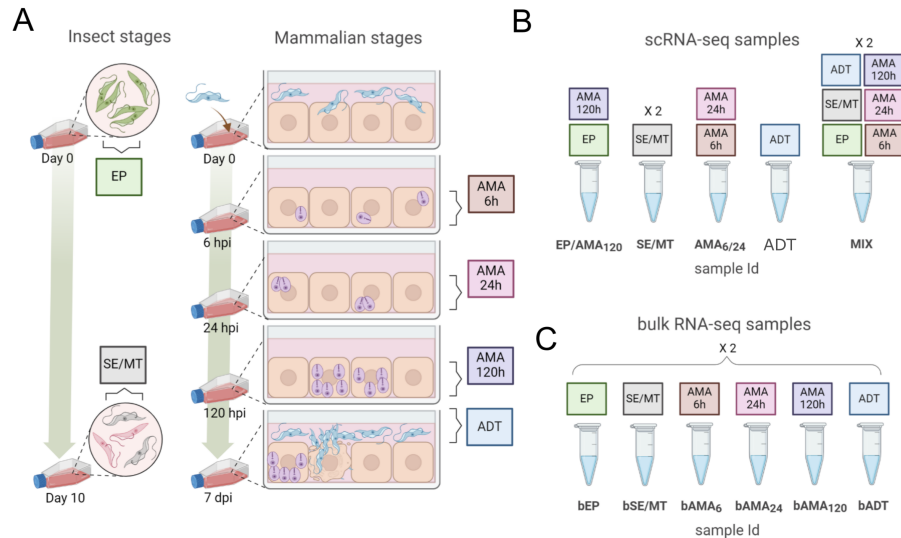 A
Insect stages
Mammalian stages
Day 0
EP
SE/MT
Day 10
Day 0
6 hpi
24 hpi
120 hpi
7 dpi
AMA
6h
AMA
24h
AMA
120h
ADT
B
scRNA-seq samples
AMA
120h
EP
X 2
SE/MT
AMA
24h
AMA
6h
ADT
X 2
ADT
AMA
120h
SE/MT
AMA
24h
EP
AMA
6h
EP/AMA₁₂₀
SE/MT
AMA₆/₂₄
ADT
MIX
sample Id
C
bulk RNA-seq samples
X 2
EP
SE/MT
AMA
6h
AMA
24h
AMA
120h
ADT
bEP
bSE/MT
bAMA₆
bAMA₂₄
bAMA₁₂₀
bADT
sample Id